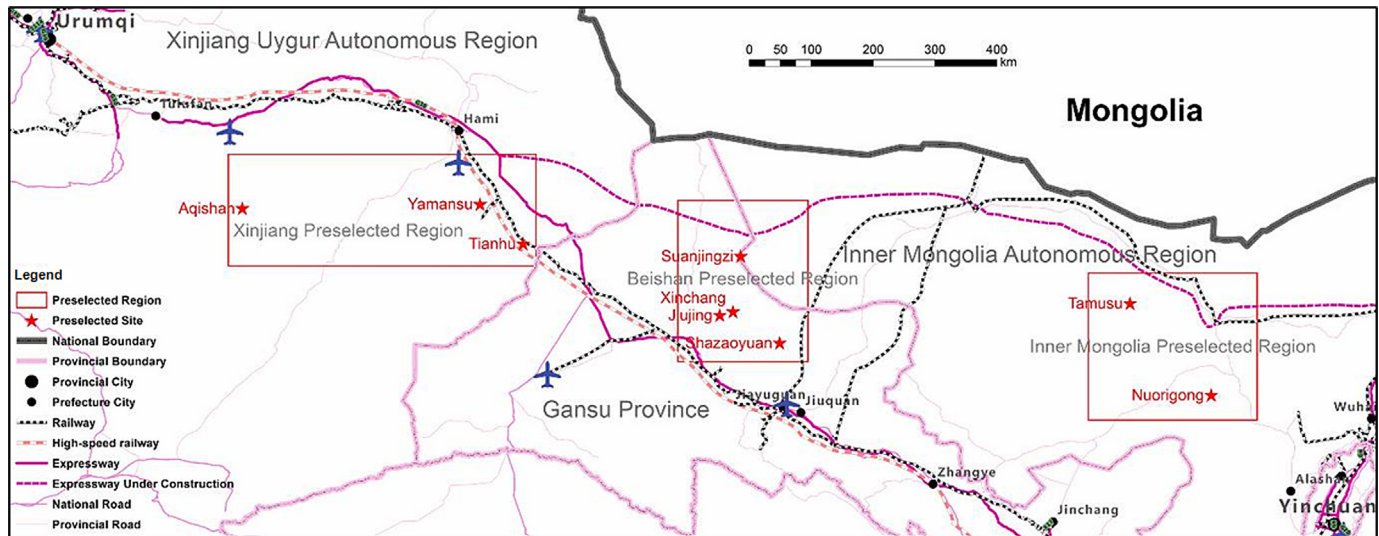 Urumqi
Xinjiang Uygur Autonomous Region
0 50 100 200 300 400
km
Mongolia
Turpan
Hami
Aqishan
Yamansu
Xinjiang Preselected Region
Tianhu
Suanjingzi
Inner Mongolia Autonomous Region
Beishan Preselected Region
Xinchang
Jiujing
Shazaoyuan
Tamusu
Inner Mongolia Preselected Region
Nuorigong
Gansu Province
Jiayuguan
Jiuquan
Wuha
Zhangye
Alashan
Yinchuan
Jinchang
Legend
Preselected Region
Preselected Site
National Boundary
Provincial Boundary
Provincial City
Prefecture City
Railway
High-speed railway
Expressway
Expressway Under Construction
National Road
Provincial Road